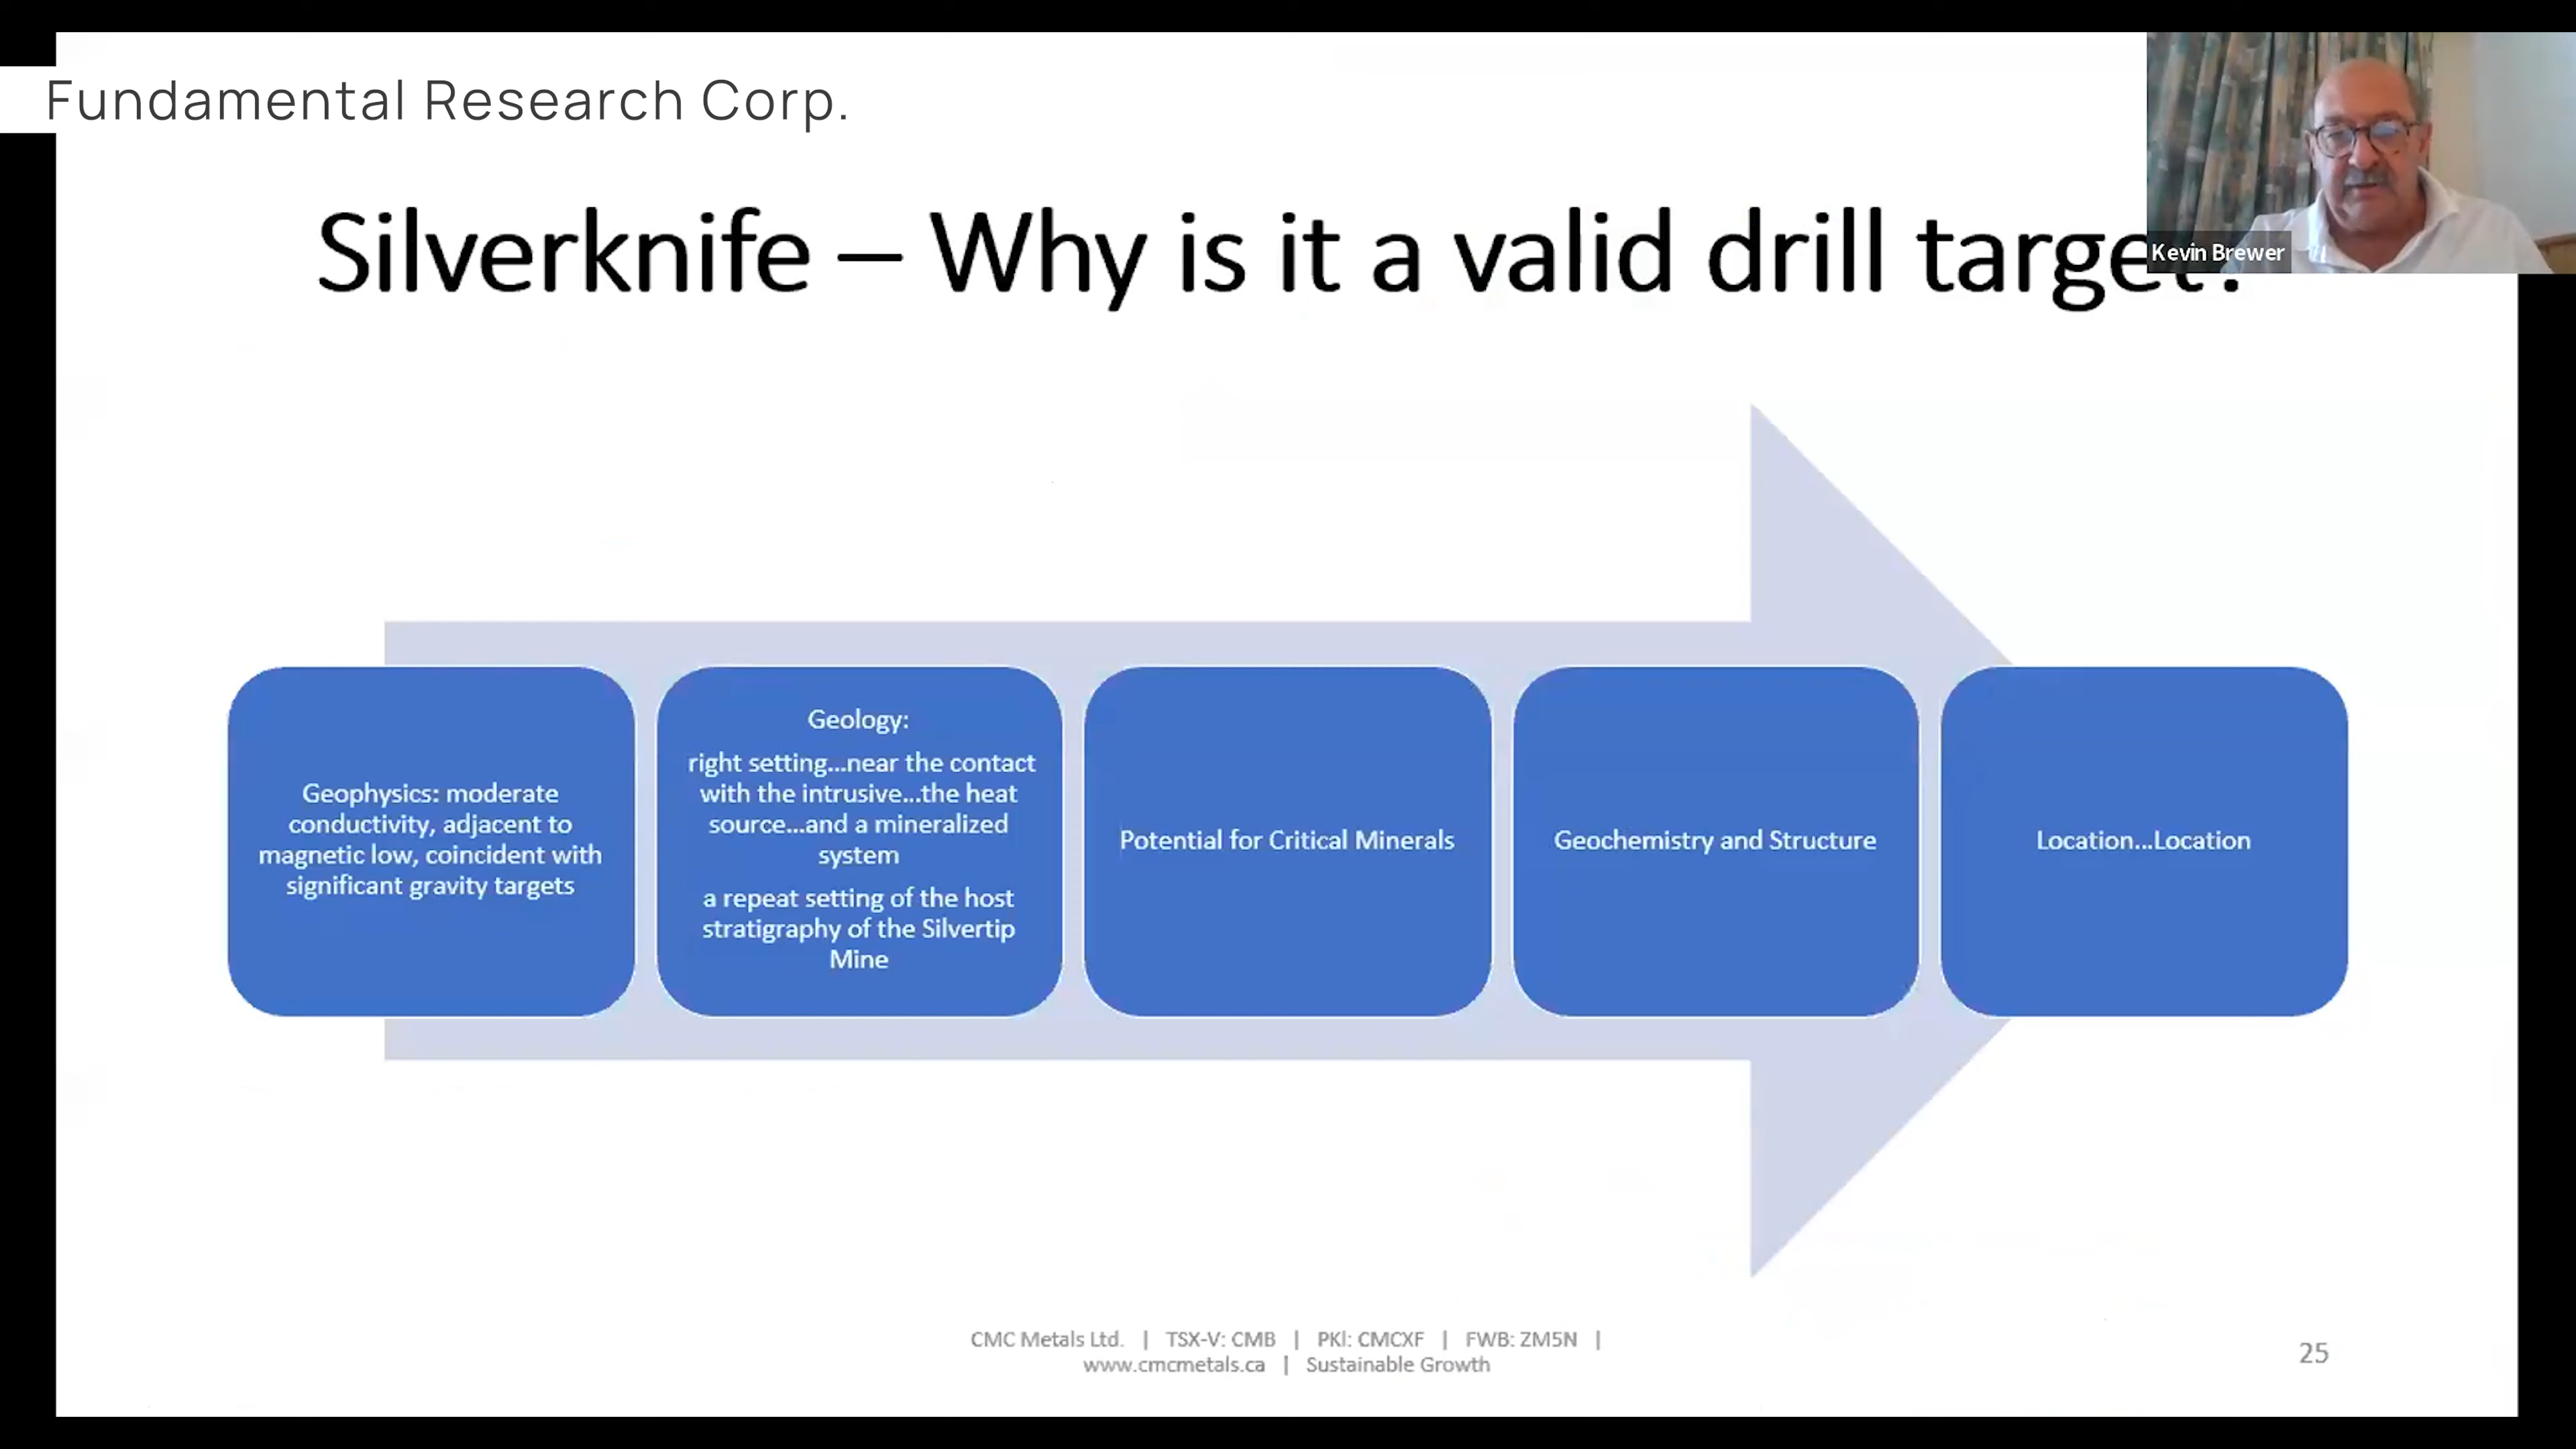 Fundamental Research Corp.
Silverknife – Why is it a valid drill target?
Kevin Brewer
Geophysics: moderate
conductivity, adjacent to
magnetic low, coincident with
significant gravity targets
Geology:
right setting...near the contact
with the intrusive...the heat
source...and a mineralized
system
a repeat setting of the host
stratigraphy of the Silvertip
Mine
Potential for Critical Minerals
Geochemistry and Structure
Location...Location
CMC Metals Ltd. | TSX-V: CMB | PKl: CMCXF | FWB: ZM5N |
www.cmcmetals.ca | Sustainable Growth
25